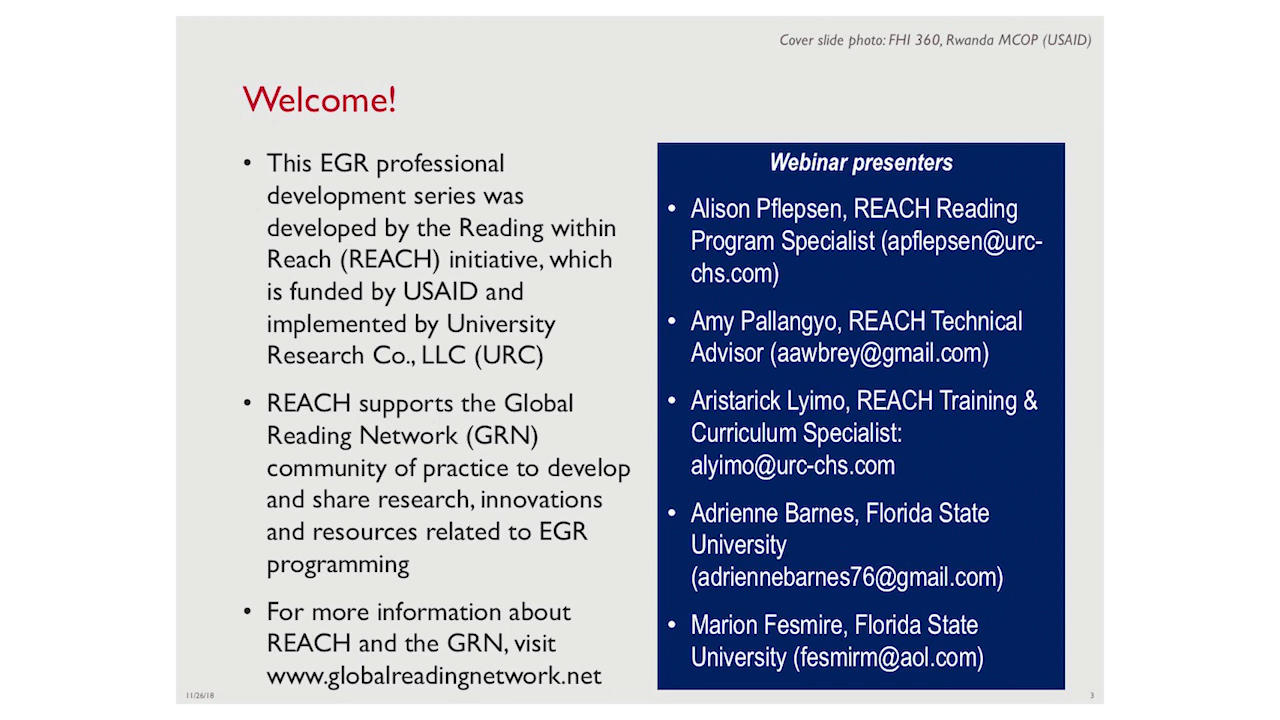 Cover slide photo: FHI 360, Rwanda MCOP (USAID)
Welcome!
• This EGR professional
development series was
developed by the Reading within
Reach (REACH) initiative, which
is funded by USAID and
implemented by University
Research Co., LLC (URC)
• REACH supports the Global
Reading Network (GRN)
community of practice to develop
and share research, innovations
and resources related to EGR
programming
• For more information about
REACH and the GRN, visit
www.globalreadingnetwork.net
Webinar presenters
• Alison Pflepsen, REACH Reading
Program Specialist (apflepsen@urc-
chs.com)
• Amy Pallangyo, REACH Technical
Advisor (aawbrey@gmail.com)
• Aristarick Lyimo, REACH Training &
Curriculum Specialist:
alyimo@urc-chs.com
• Adrienne Barnes, Florida State
University
(adriennebarnes76@gmail.com)
• Marion Fesmire, Florida State
University (fesmirm@aol.com)
11/26/18
3